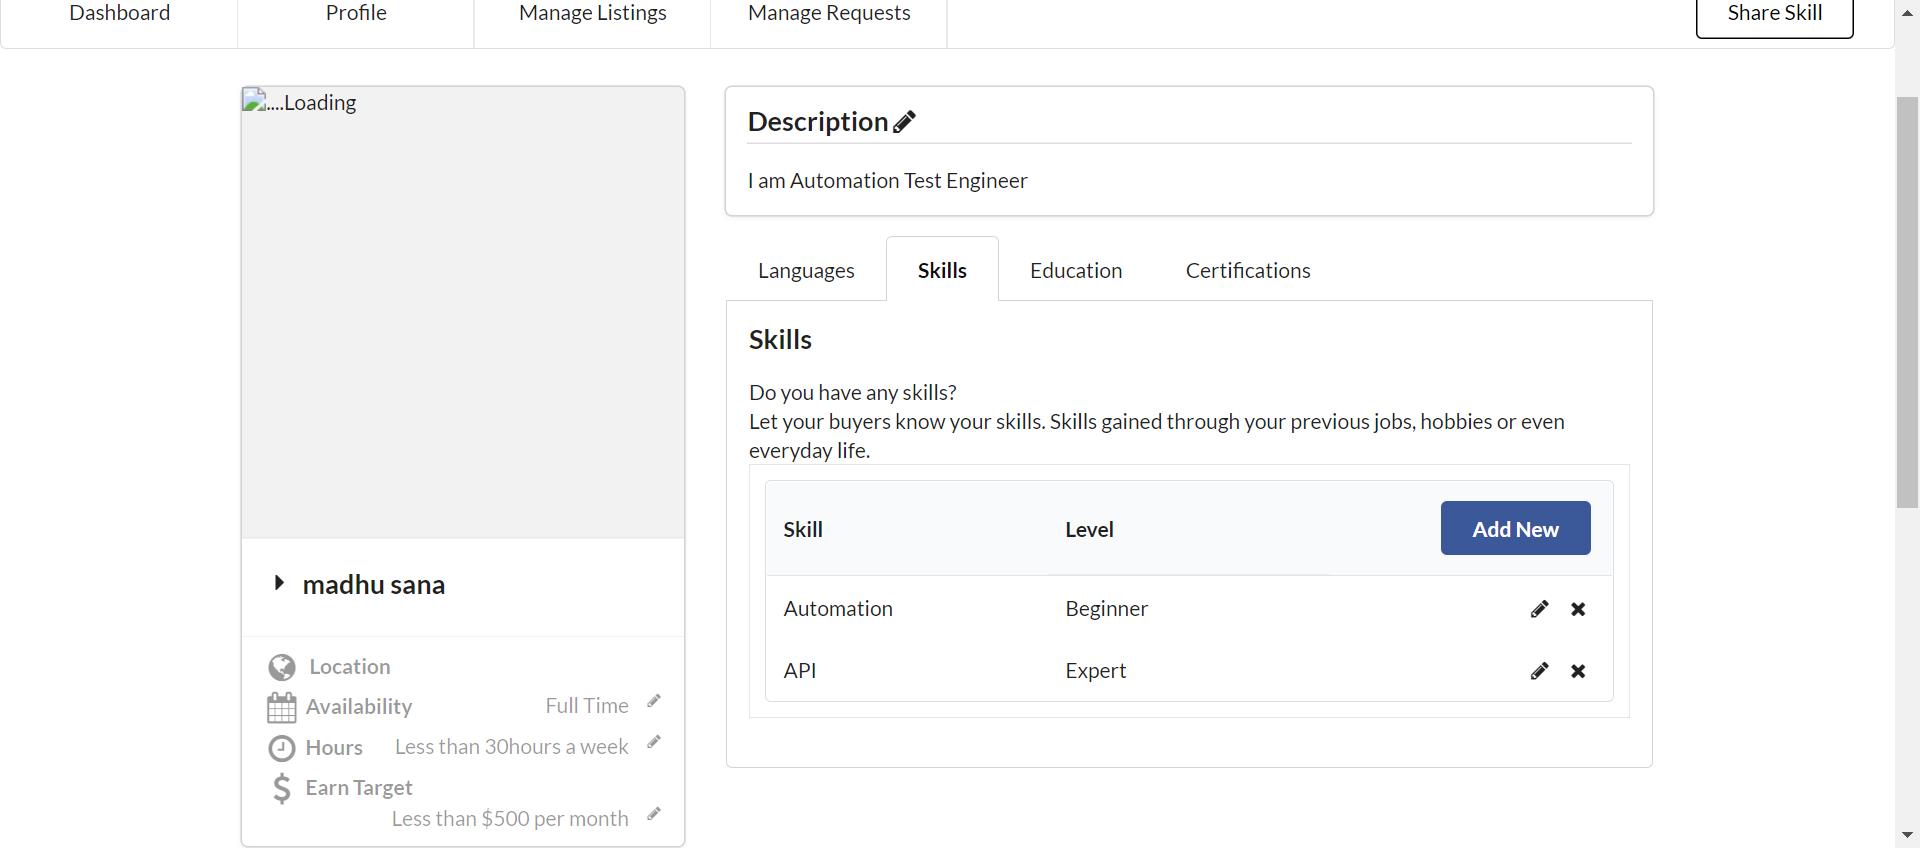 Dashboard
Profile
Manage Listings
Manage Requests
Share Skill
....Loading
madhu sana
Location
Availability Full Time
Hours Less than 30hours a week
Earn Target
Less than $500 per month
Description
I am Automation Test Engineer
Languages
Skills
Education
Certifications
Skills
Do you have any skills?
Let your buyers know your skills. Skills gained through your previous jobs, hobbies or even
everyday life.
Skill Level Add New
Automation Beginner
API Expert